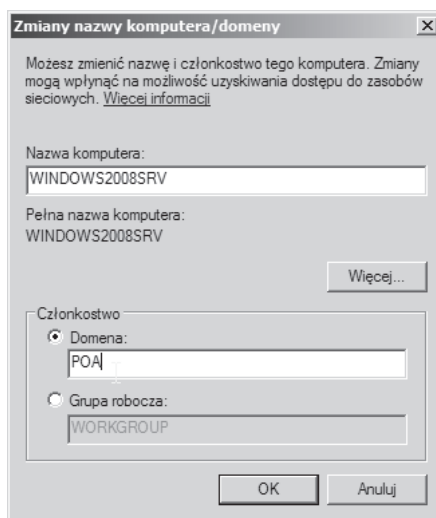 Zmiany nazwy komputera/domeny
Możesz zmienić nazwę i członkostwo tego komputera. Zmiany
mogą wpłynąć na możliwość uzyskiwania dostępu do zasobów
sieciowych. Więcej informacji
Nazwa komputera:
WINDOWS2008SRV
Pełna nazwa komputera:
WINDOWS2008SRV
Więcej...
Członkostwo
Domena:
POA
Grupa robocza:
WORKGROUP
OK
Anuluj